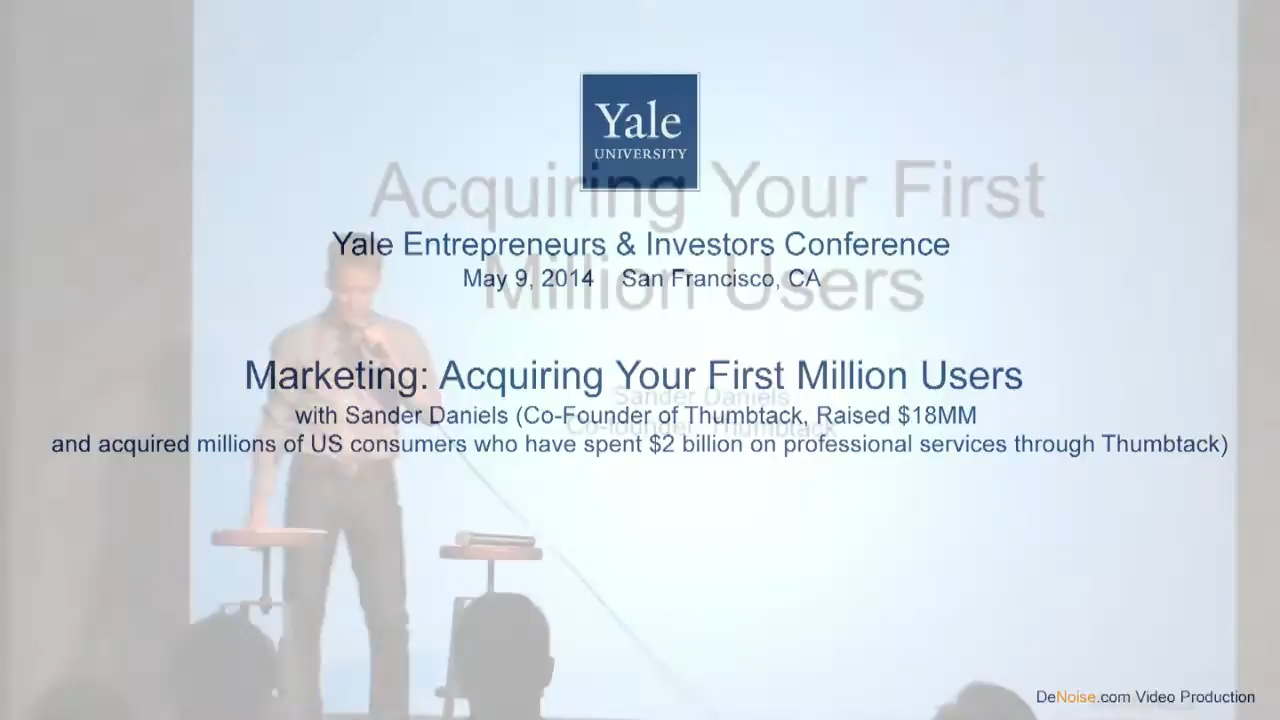 Yale
UNIVERSITY
Acquiring Your First
Yale Entrepreneurs & Investors Conference
May 9, 2014 San Francisco, CA
Million Users
Marketing: Acquiring Your First Million Users
Sander Daniels
with Sander Daniels (Co-Founder of Thumbtack, Raised $18MM
Co-founder, Thumbtack
and acquired millions of US consumers who have spent $2 billion on professional services through Thumbtack)
DeNoise.com Video Production